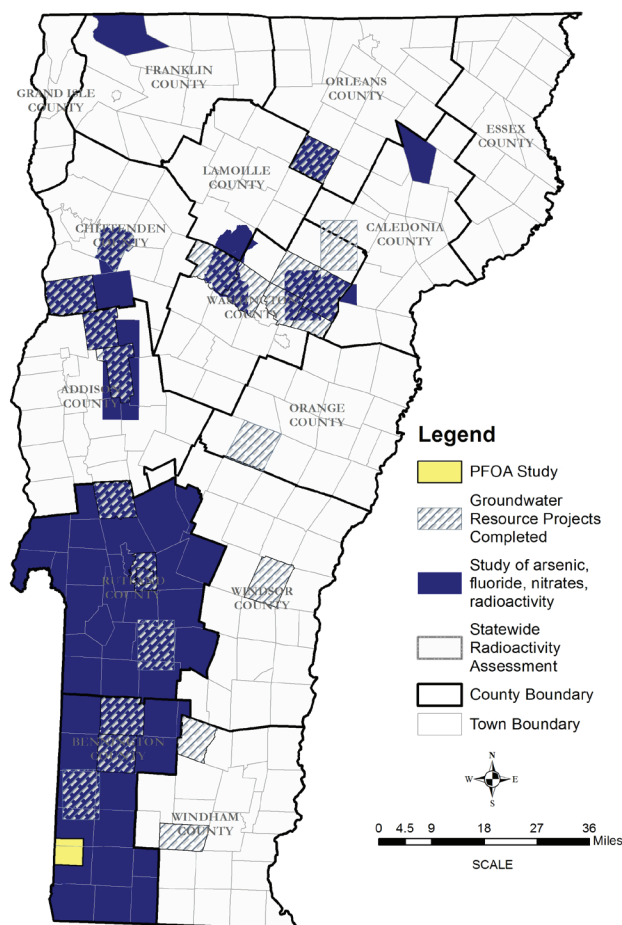 FRANKLIN
COUNTY
GRAND ISLE
COUNTY
ORLEANS
COUNTY
ESSEX
COUNTY
LAMOILLE
COUNTY
CHITTENDEN
COUNTY
CALEDONIA
COUNTY
WASHINGTON
COUNTY
ADDISON
COUNTY
ORANGE
COUNTY
RUTLAND
COUNTY
WINDSOR
COUNTY
BENNINGTON
COUNTY
WINDHAM
COUNTY
Legend
PFOA Study
Groundwater
Resource Projects
Completed
Study of arsenic,
fluoride, nitrates,
radioactivity
Statewide
Radioactivity
Assessment
County Boundary
Town Boundary
N
W E
S
0 4.5 9 18 27 36
Miles
SCALE